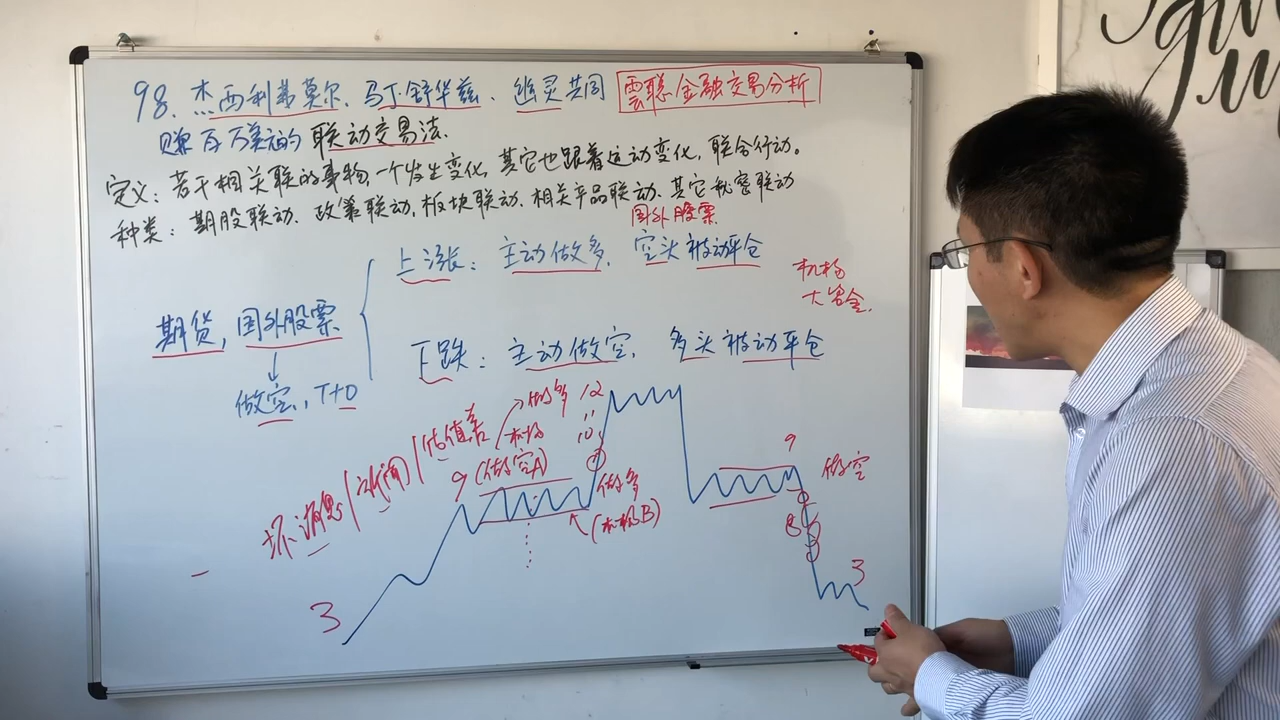 98. 杰西利弗莫尔、马丁舒华兹、幽灵共同 雲聪金融交易分析
赚百万美元的联动交易法.
定义：若干相关联的事物，一个发生变化，其它也跟着运动变化，联合行动。
种类：期股联动、政策联动，板块联动、相关产品联动、其它秘密联动
国外股票
上涨：主动做多，空头被动平仓
机构
大资金
期货，国外股票
下跌：主动做空，多头被动平仓
做空，T+0
坏消息/新闻/估值差
9 (做空A)
机构
做多
12
11
10
做多
(机构B)
9
做空
8
3
3